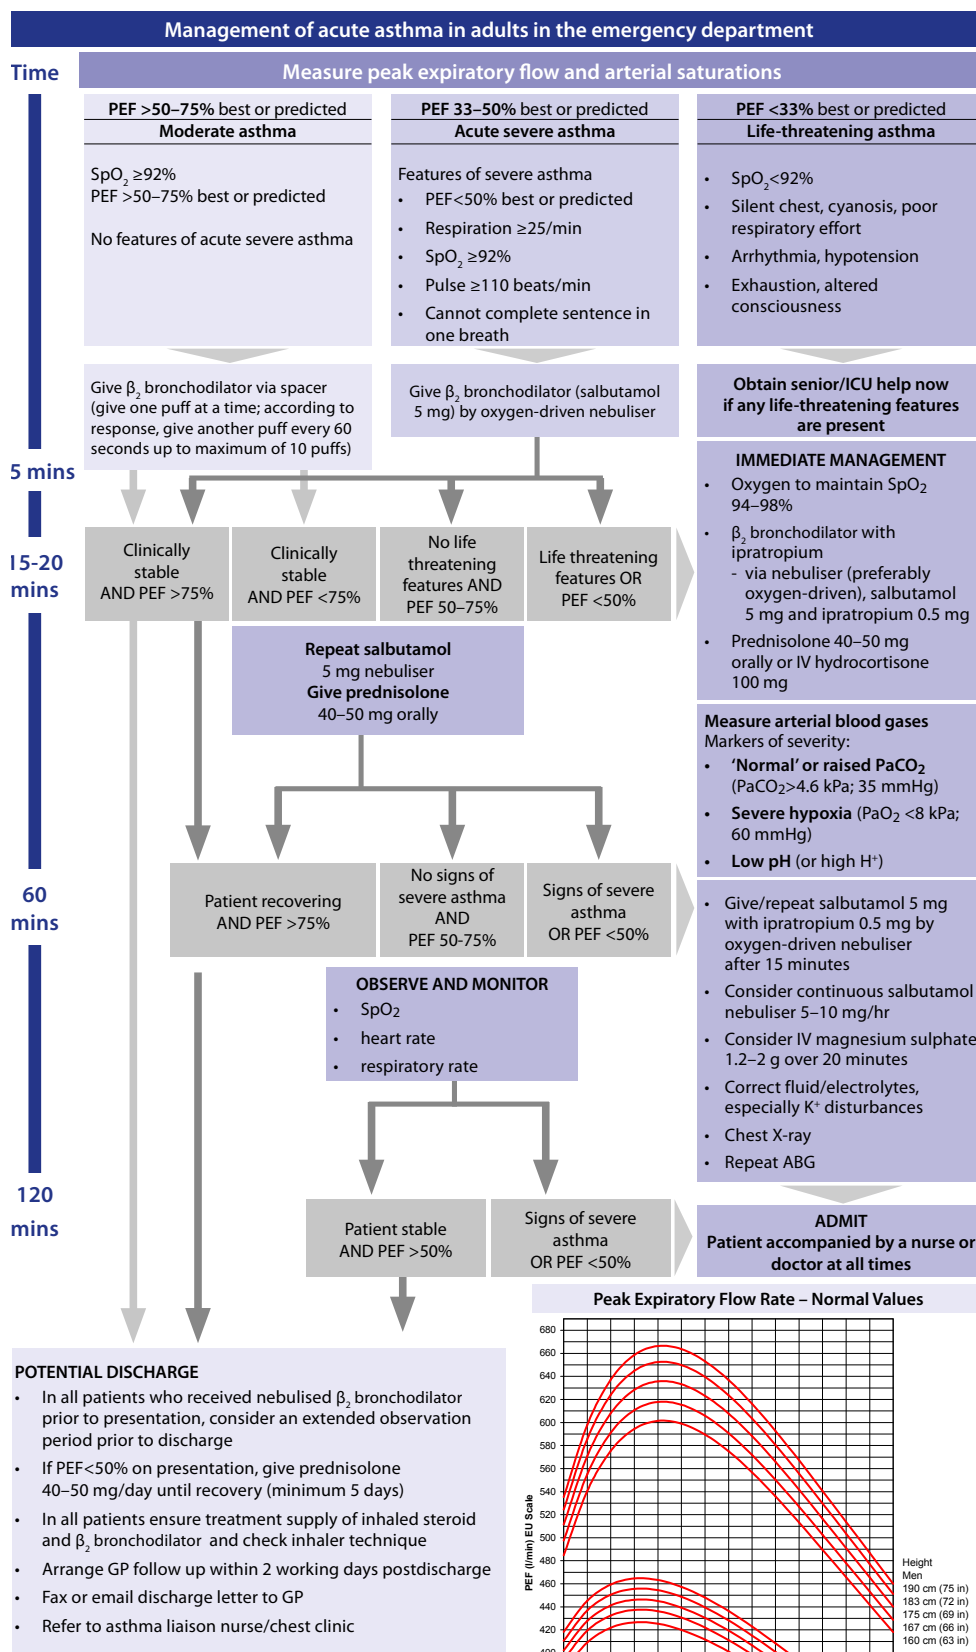 Management of acute asthma in adults in the emergency department
Time
Measure peak expiratory flow and arterial saturations
PEF >50–75% best or predicted
Moderate asthma
SpO₂ ≥92%
PEF >50–75% best or predicted
No features of acute severe asthma
PEF 33–50% best or predicted
Acute severe asthma
Features of severe asthma
• PEF<50% best or predicted
• Respiration ≥25/min
• SpO₂ ≥92%
• Pulse ≥110 beats/min
• Cannot complete sentence in
one breath
PEF <33% best or predicted
Life-threatening asthma
• SpO₂<92%
• Silent chest, cyanosis, poor
respiratory effort
• Arrhythmia, hypotension
• Exhaustion, altered
consciousness
Give β₂ bronchodilator via spacer
(give one puff at a time; according to
response, give another puff every 60
seconds up to maximum of 10 puffs)
Give β₂ bronchodilator (salbutamol
5 mg) by oxygen-driven nebuliser
Obtain senior/ICU help now
if any life-threatening features
are present
5 mins
IMMEDIATE MANAGEMENT
• Oxygen to maintain SpO₂
94–98%
• β₂ bronchodilator with
ipratropium
- via nebuliser (preferably
oxygen-driven), salbutamol
5 mg and ipratropium 0.5 mg
• Prednisolone 40–50 mg
orally or IV hydrocortisone
100 mg
15-20
mins
Clinically
stable
AND PEF >75%
Clinically
stable
AND PEF <75%
No life
threatening
features AND
PEF 50–75%
Life threatening
features OR
PEF <50%
Repeat salbutamol
5 mg nebuliser
Give prednisolone
40–50 mg orally
Measure arterial blood gases
Markers of severity:
• ‘Normal’ or raised PaCO₂
(PaCO₂>4.6 kPa; 35 mmHg)
• Severe hypoxia (PaO₂ <8 kPa;
60 mmHg)
• Low pH (or high H⁺)
60
mins
Patient recovering
AND PEF >75%
No signs of
severe asthma
AND
PEF 50-75%
Signs of severe
asthma
OR PEF <50%
• Give/repeat salbutamol 5 mg
with ipratropium 0.5 mg by
oxygen-driven nebuliser
after 15 minutes
• Consider continuous salbutamol
nebuliser 5–10 mg/hr
• Consider IV magnesium sulphate
1.2–2 g over 20 minutes
• Correct fluid/electrolytes,
especially K⁺ disturbances
• Chest X-ray
• Repeat ABG
OBSERVE AND MONITOR
• SpO₂
• heart rate
• respiratory rate
120
mins
Patient stable
AND PEF >50%
Signs of severe
asthma
OR PEF <50%
ADMIT
Patient accompanied by a nurse or
doctor at all times
POTENTIAL DISCHARGE
• In all patients who received nebulised β₂ bronchodilator
prior to presentation, consider an extended observation
period prior to discharge
• If PEF<50% on presentation, give prednisolone
40–50 mg/day until recovery (minimum 5 days)
• In all patients ensure treatment supply of inhaled steroid
and β₂ bronchodilator and check inhaler technique
• Arrange GP follow up within 2 working days postdischarge
• Fax or email discharge letter to GP
• Refer to asthma liaison nurse/chest clinic
Peak Expiratory Flow Rate – Normal Values
PEF (l/min) EU Scale
680
660
640
620
600
580
560
540
520
500
480
460
440
420
Height
Men
190 cm (75 in)
183 cm (72 in)
175 cm (69 in)
167 cm (66 in)
160 cm (63 in)